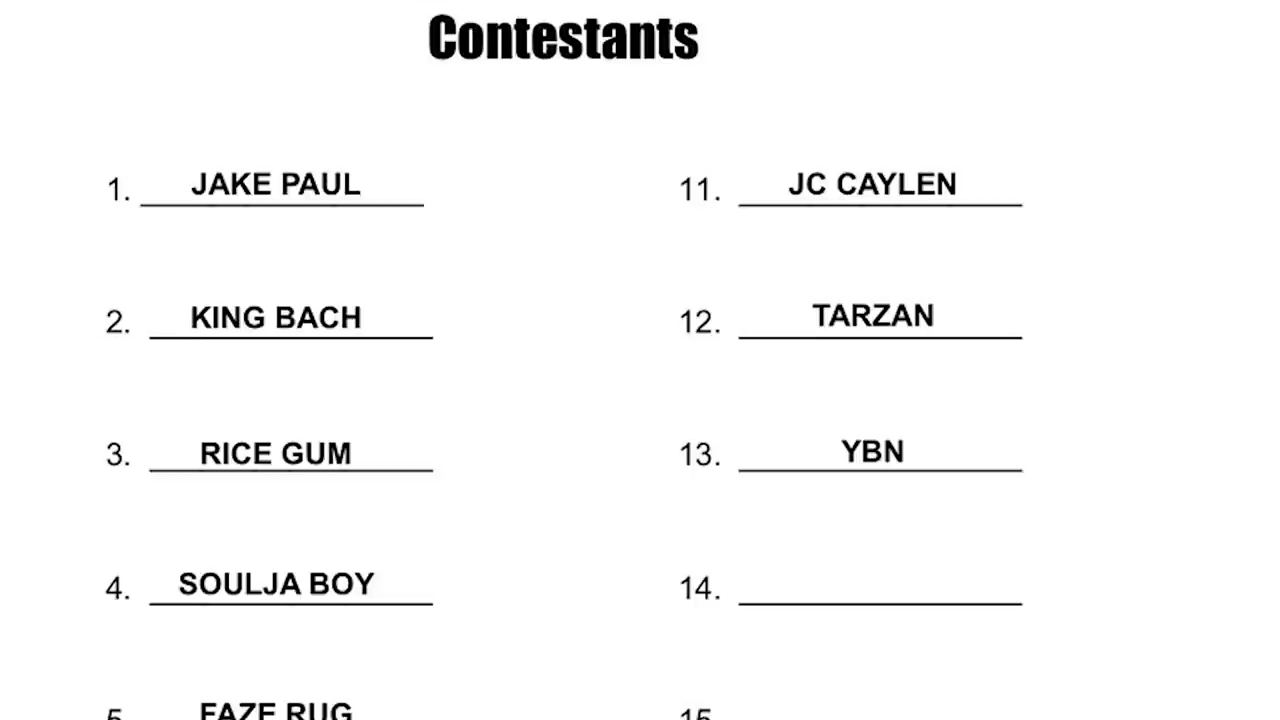 Contestants
1. JAKE PAUL
2. KING BACH
3. RICE GUM
4. SOULJA BOY
5. FAZE RUG
11. JC CAYLEN
12. TARZAN
13. YBN
14.
15.